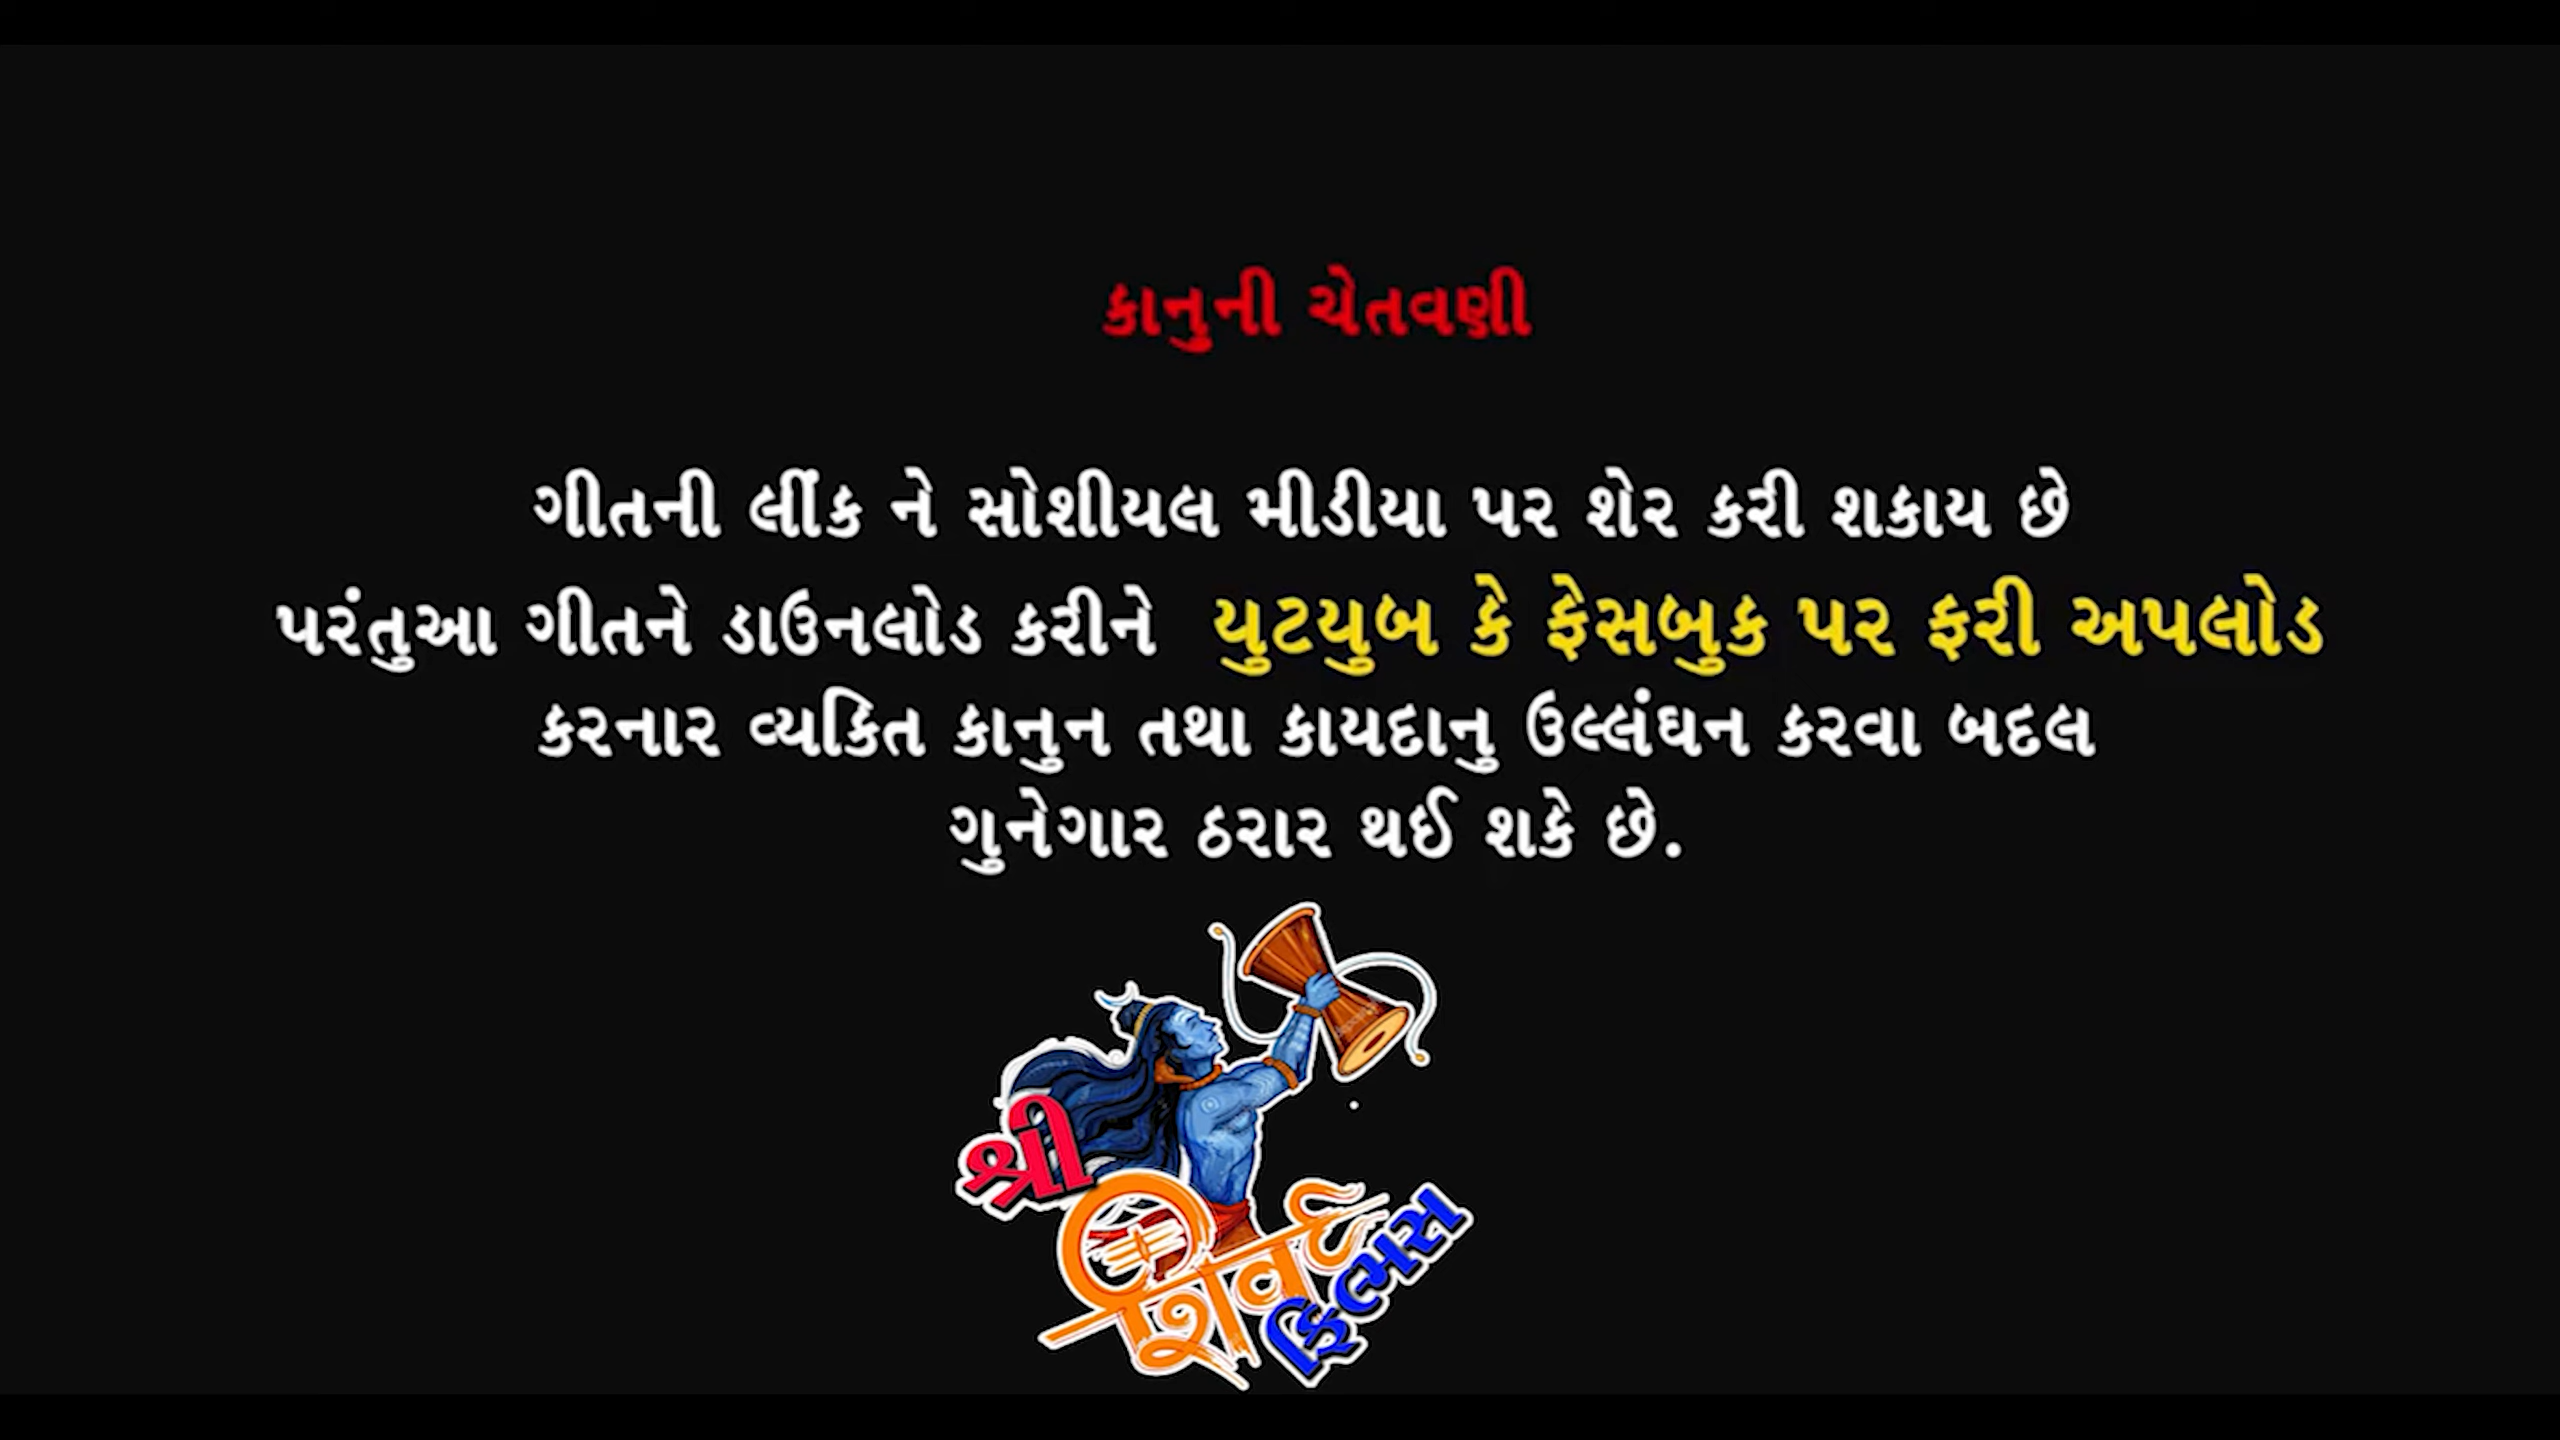 કાનુની ચેતવણી
ગીતની લીંક ને સોશીયલ મીડીયા પર શેર કરી શકાય છે
પરંતુઆ ગીતને ડાઉનલોડ કરીને યુટયુબ કે ફેસબુક પર ફરી અપલોડ
કરનાર વ્યકિત કાનુન તથા કાયદાનુ ઉલ્લંઘન કરવા બદલ
ગુનેગાર ઠરાર થઈ શકે છે.
શ્રી
ફિલ્મસ